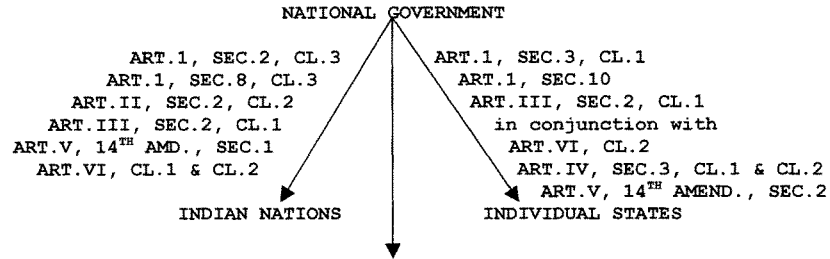 NATIONAL GOVERNMENT
ART.1, SEC.2, CL.3
ART.1, SEC.8, CL.3
ART.II, SEC.2, CL.2
ART.III, SEC.2, CL.1
ART.V, 14TH AMD., SEC.1
ART.VI, CL.1 & CL.2
INDIAN NATIONS
ART.1, SEC.3, CL.1
ART.1, SEC.10
ART.III, SEC.2, CL.1
in conjunction with
ART.VI, CL.2
ART.IV, SEC.3, CL.1 & CL.2
ART.V, 14TH AMEND., SEC.2
INDIVIDUAL STATES